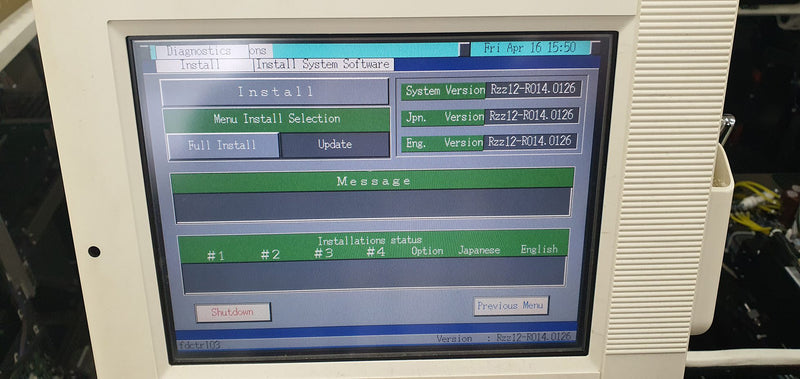 Diagnostics ons Fri Apr 16 15:50
Install Install System Software
Install
System Version Rzz12-R014.0126
Menu Install Selection
Jpn. Version Rzz12-R014.0126
Full Install Update
Eng. Version Rzz12-R014.0126
Message
Installations status
#1 #2 #3 #4 Option Japanese English
Shutdown Previous Menu
fdctr103 Version : Rzz12-R014.0126